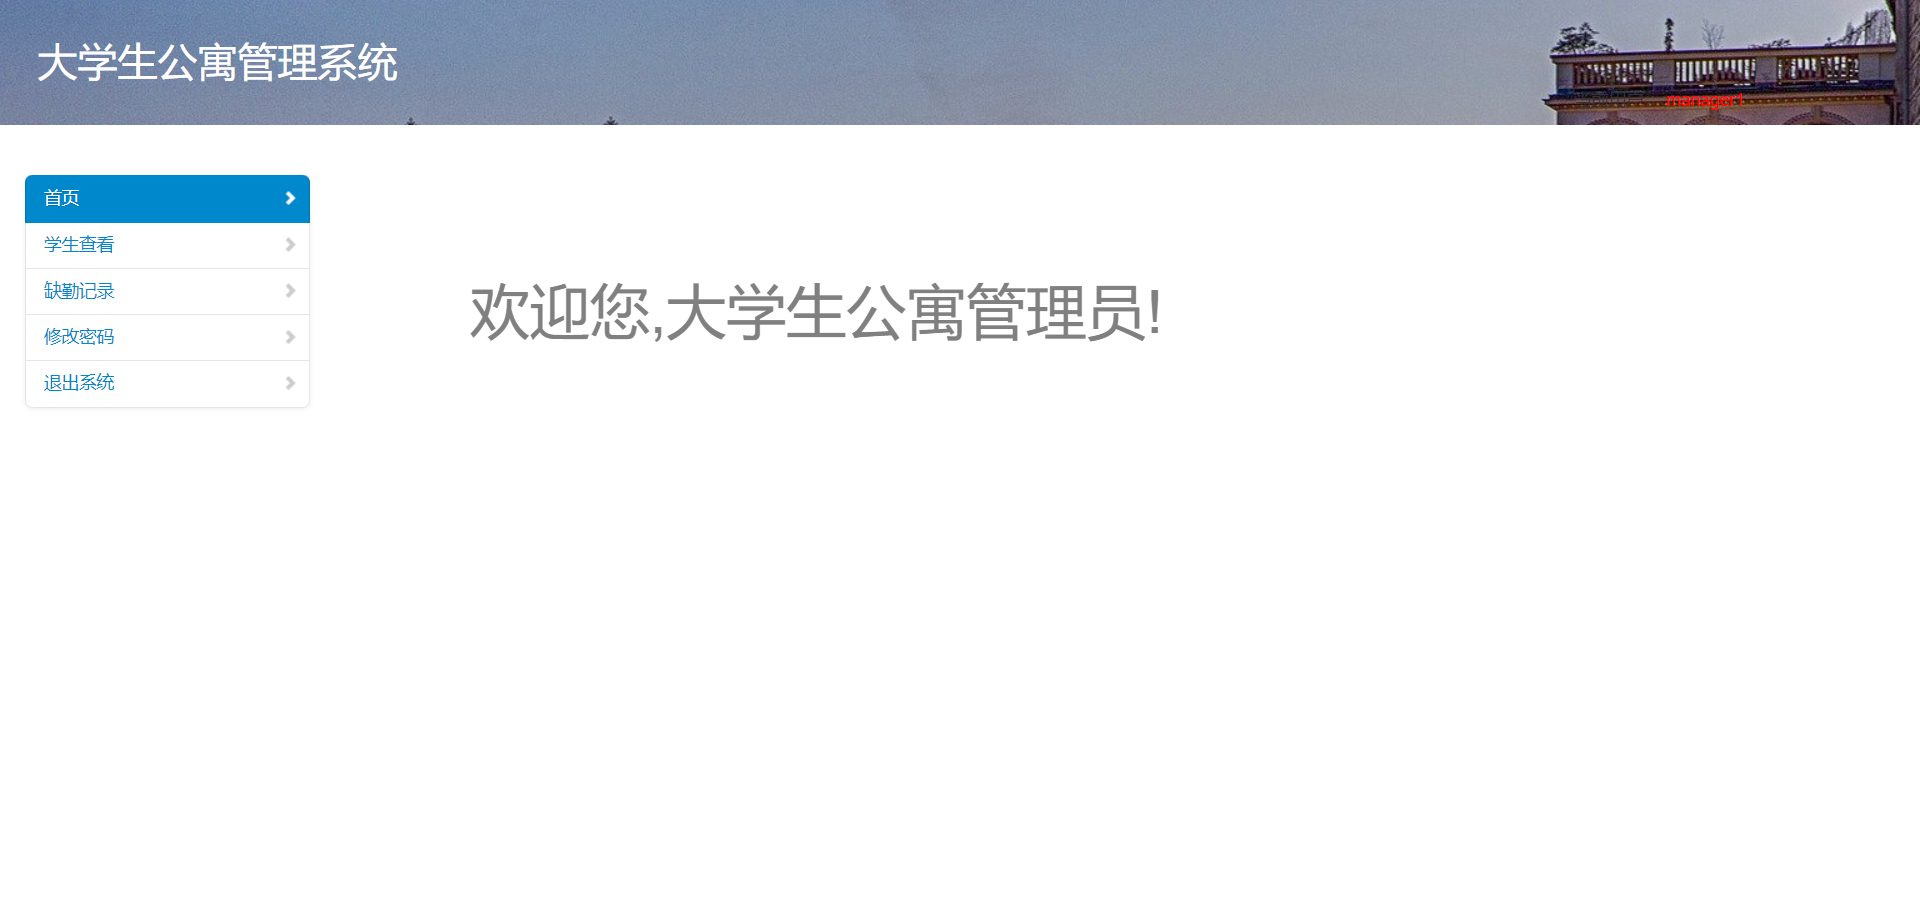 大学生公寓管理系统
manager1
首页
学生查看
缺勤记录
修改密码
退出系统
欢迎您,大学生公寓管理员!